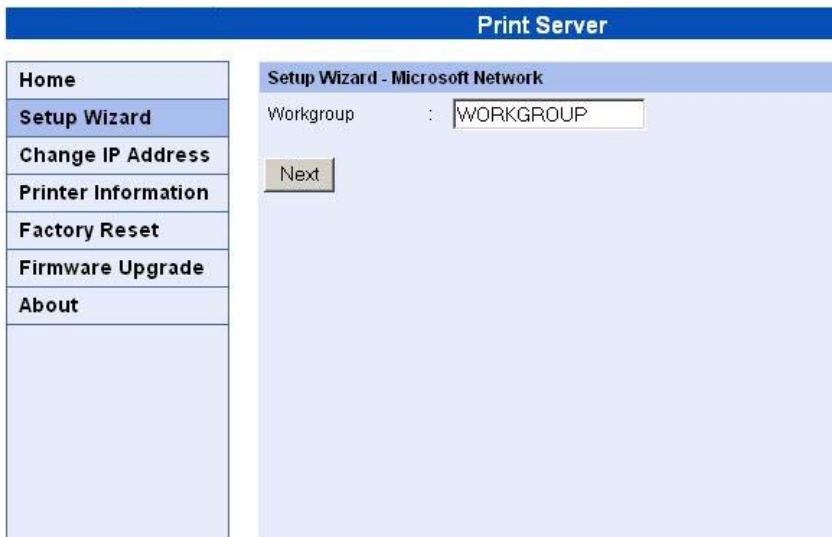 Print Server
Home
Setup Wizard
Change IP Address
Printer Information
Factory Reset
Firmware Upgrade
About
Setup Wizard - Microsoft Network
Workgroup : WORKGROUP
Next